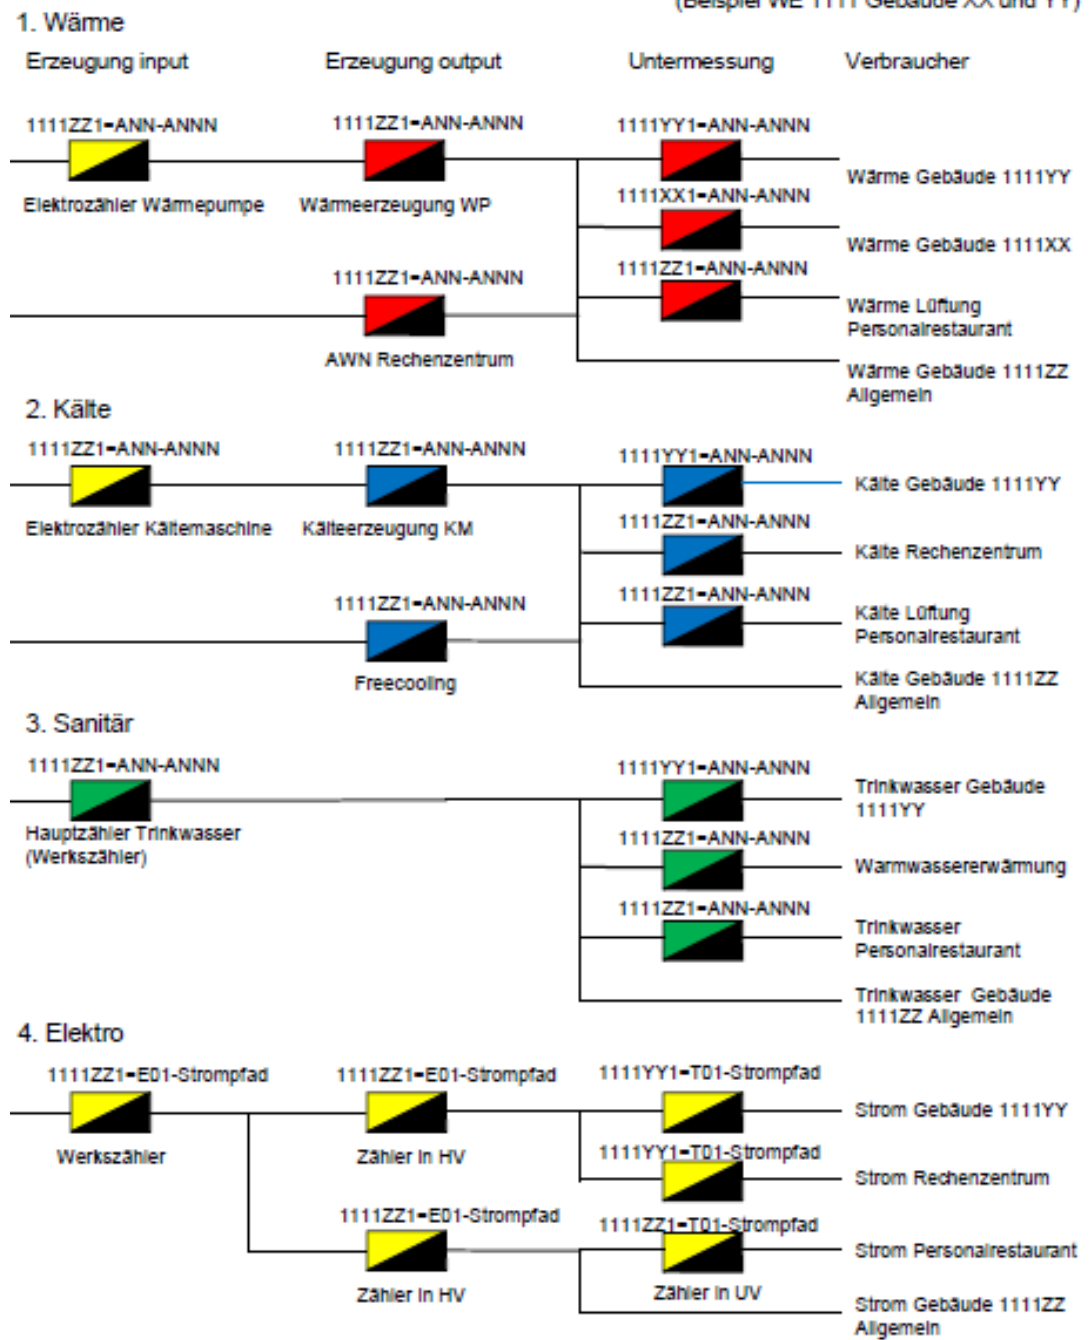 (Beispiel WE 1111 Gebäude XX und YY)
1. Wärme
Erzeugung input Erzeugung output Untermessung Verbraucher
1111ZZ1=ANN-ANNN 1111ZZ1=ANN-ANNN 1111YY1=ANN-ANNN
Wärme Gebäude 1111YY
Elektrozähler Wärmepumpe Wärmeerzeugung WP 1111XX1=ANN-ANNN
Wärme Gebäude 1111XX
1111ZZ1=ANN-ANNN 1111ZZ1=ANN-ANNN
Wärme Lüftung
Personalrestaurant
AWN Rechenzentrum
Wärme Gebäude 1111ZZ
Allgemein
2. Kälte
1111ZZ1=ANN-ANNN 1111ZZ1=ANN-ANNN 1111YY1=ANN-ANNN
Kälte Gebäude 1111YY
Elektrozähler Kältemaschine Kälteerzeugung KM 1111ZZ1=ANN-ANNN
Kälte Rechenzentrum
1111ZZ1=ANN-ANNN 1111ZZ1=ANN-ANNN
Kälte Lüftung
Personalrestaurant
Freecooling
Kälte Gebäude 1111ZZ
Allgemein
3. Sanitär
1111ZZ1=ANN-ANNN 1111YY1=ANN-ANNN
Trinkwasser Gebäude
1111YY
Hauptzähler Trinkwasser
(Werkszähler)
1111ZZ1=ANN-ANNN
Warmwassererwärmung
1111ZZ1=ANN-ANNN
Trinkwasser
Personalrestaurant
Trinkwasser Gebäude
1111ZZ Allgemein
4. Elektro
1111ZZ1=E01-Strompfad 1111ZZ1=E01-Strompfad 1111YY1=T01-Strompfad
Strom Gebäude 1111YY
Werkszähler Zähler in HV 1111YY1=T01-Strompfad
Strom Rechenzentrum
1111ZZ1=E01-Strompfad 1111ZZ1=T01-Strompfad
Strom Personalrestaurant
Zähler in HV Zähler in UV
Strom Gebäude 1111ZZ
Allgemein